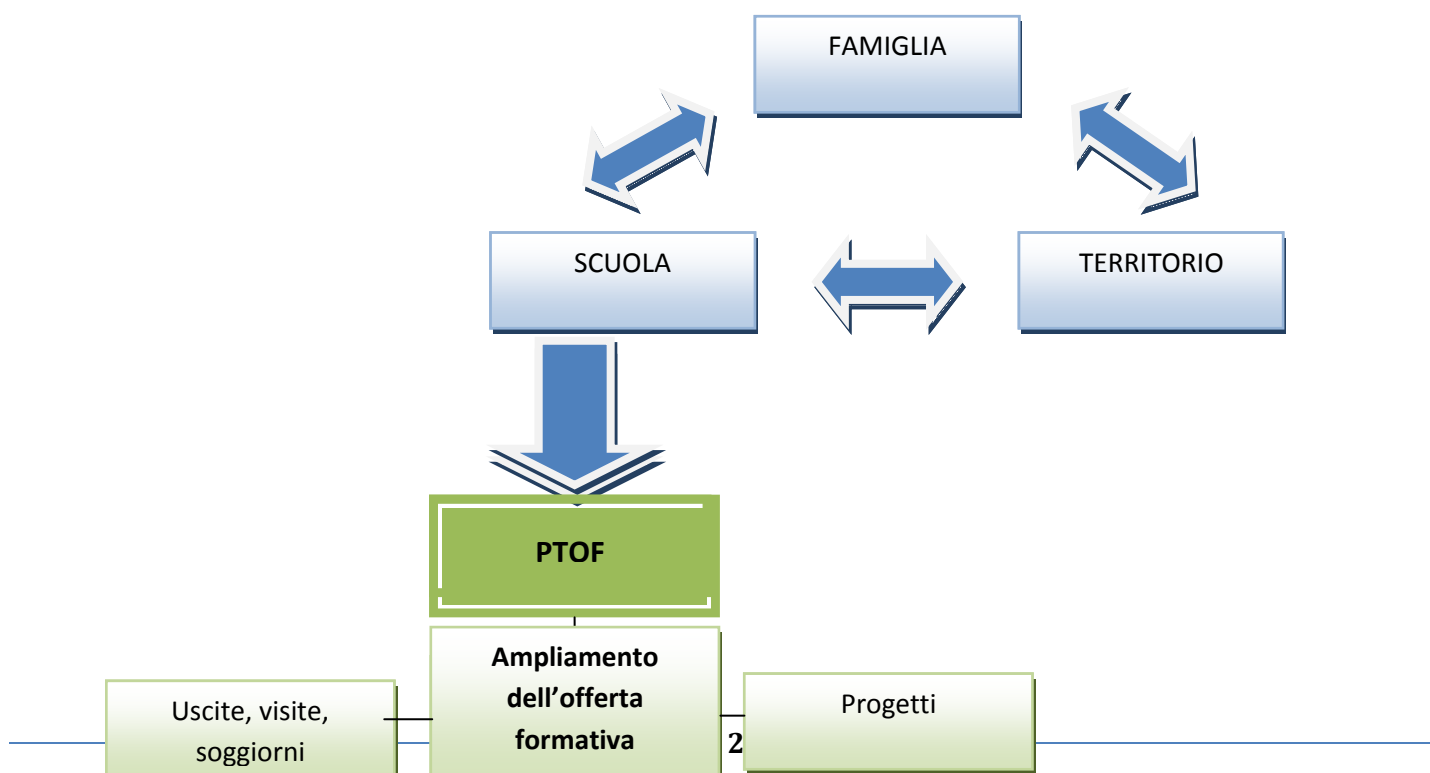 FAMIGLIA
SCUOLA
TERRITORIO
PTOF
Ampliamento
dell’offerta
formativa
Uscite, visite,
soggiorni
Progetti
2